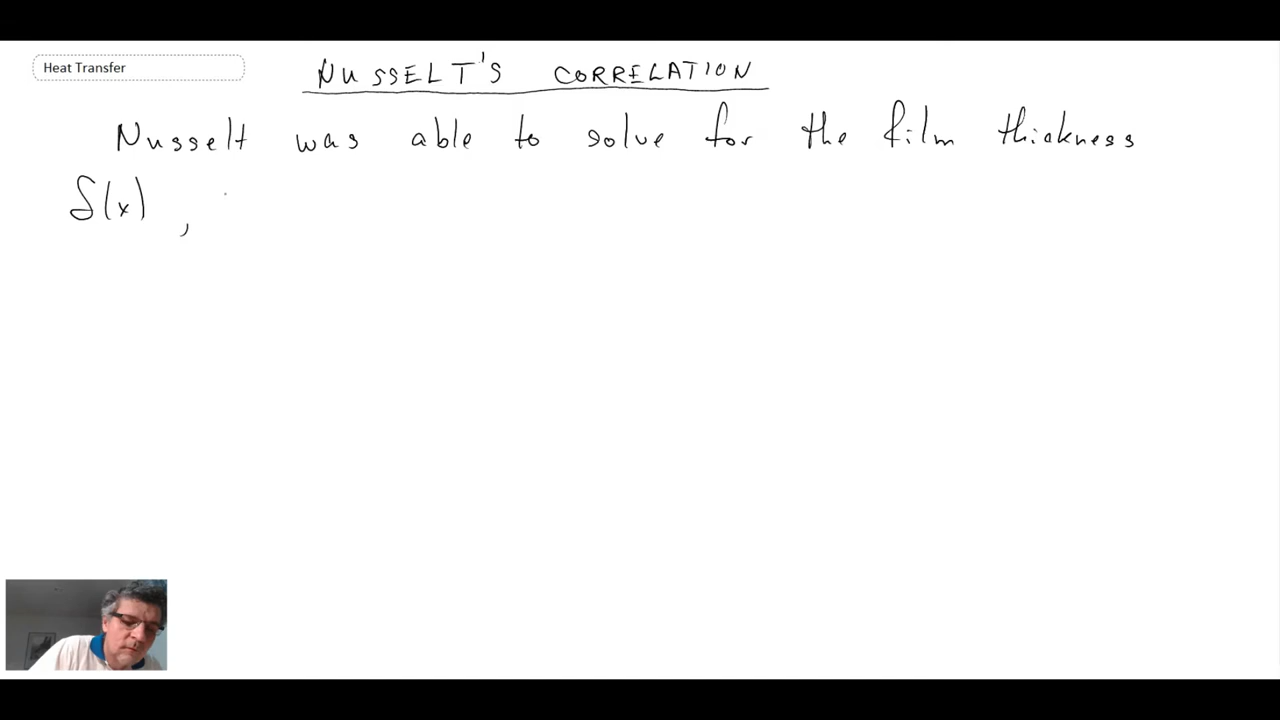 Heat Transfer
NUSSELT'S CORRELATION
Nusselt was able to solve for the film thickness
δ(x) ,